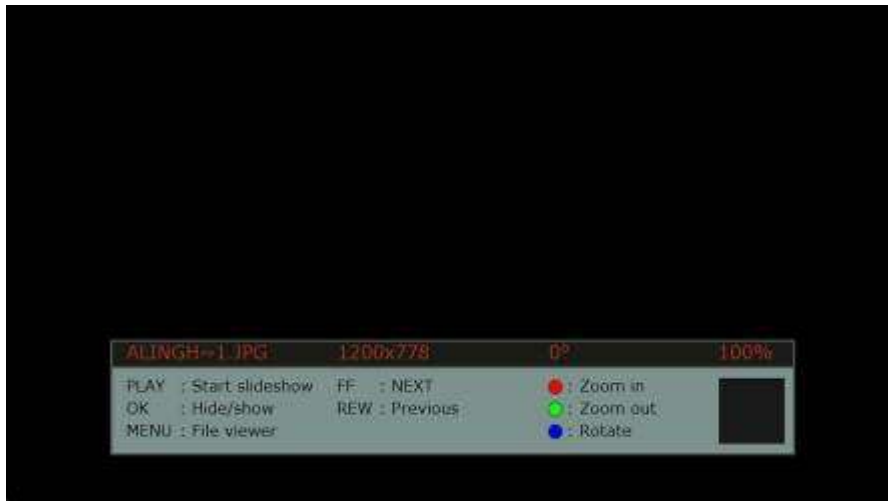 ALINGH~1.JPG 1200x778 0° 100%
PLAY : Start slideshow FF : NEXT : Zoom in
OK : Hide/show REW : Previous : Zoom out
MENU : File viewer : Rotate